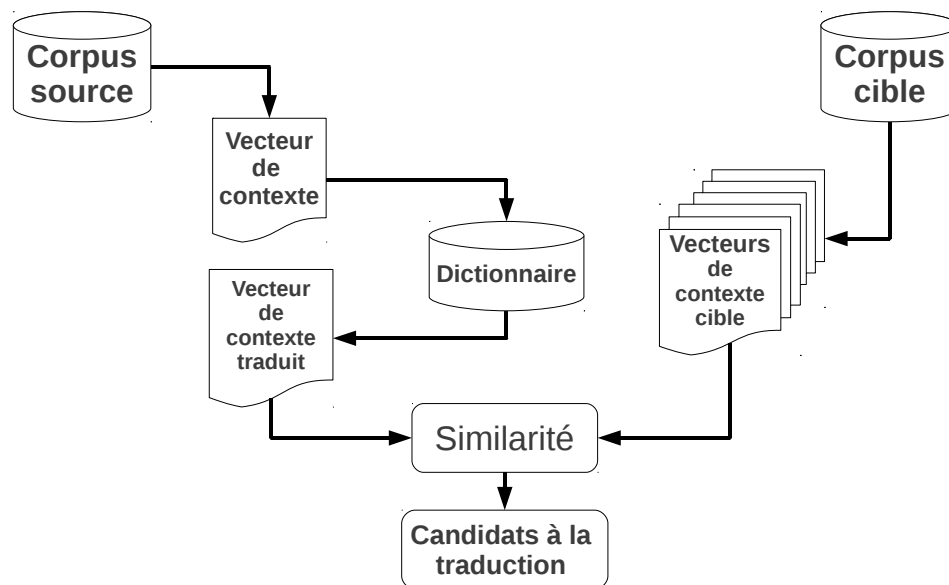 Corpus
source
Corpus
cible
Vecteur
de
contexte
Dictionnaire
Vecteurs
de
contexte
cible
Vecteur
de
contexte
traduit
Similarité
Candidats à la
traduction